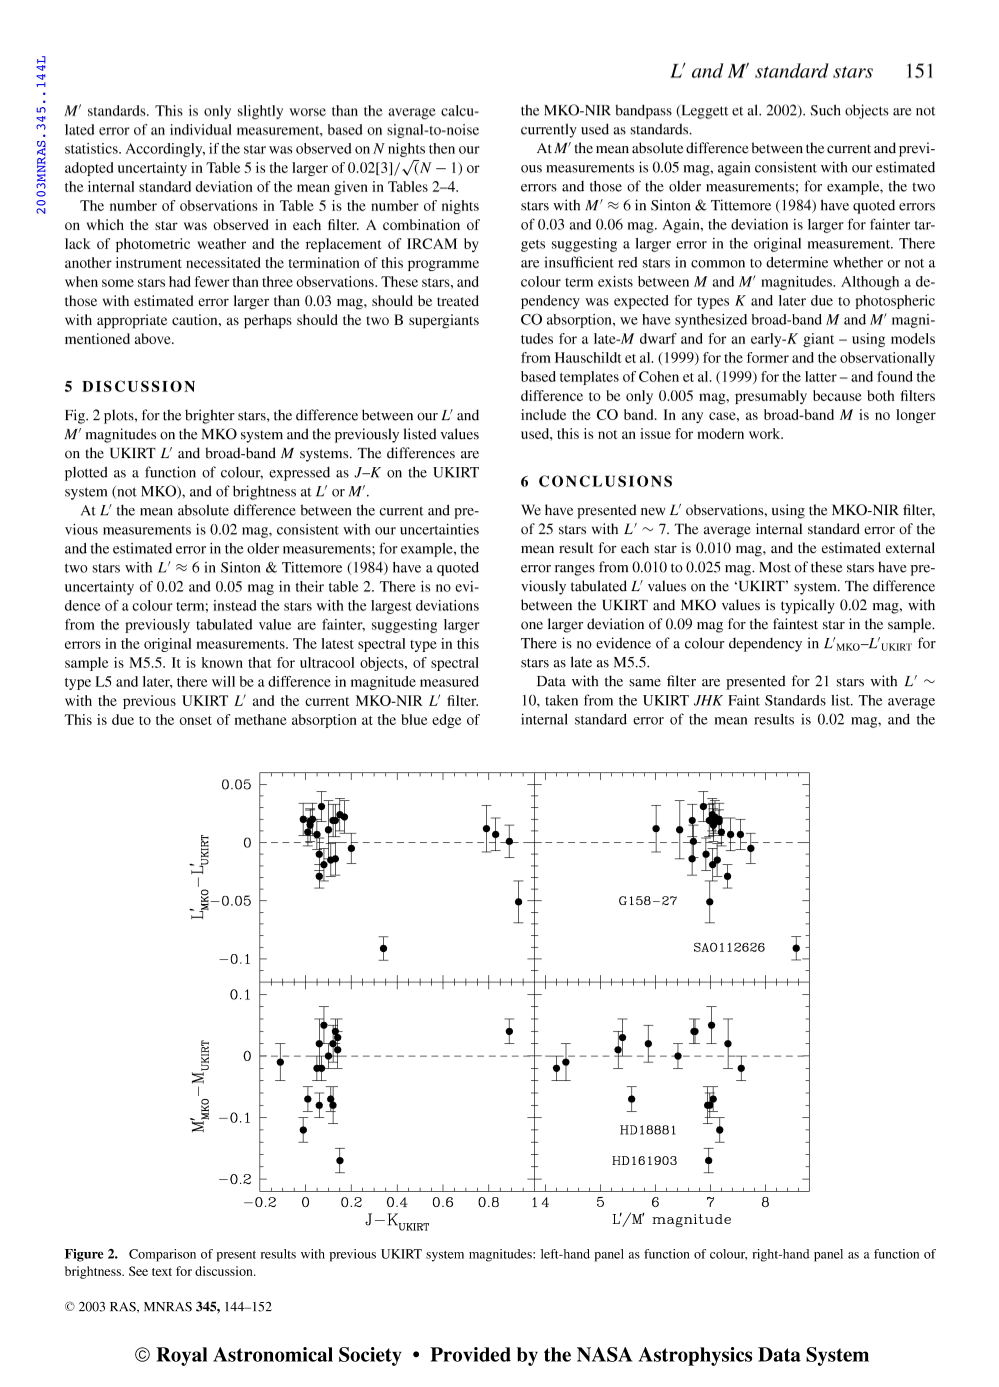 2003MNRAS.345..144L
L′ and M′ standard stars 151
M′ standards. This is only slightly worse than the average calcu-
lated error of an individual measurement, based on signal-to-noise
statistics. Accordingly, if the star was observed on N nights then our
adopted uncertainty in Table 5 is the larger of 0.02[3]/√(N − 1) or
the internal standard deviation of the mean given in Tables 2–4.
The number of observations in Table 5 is the number of nights
on which the star was observed in each filter. A combination of
lack of photometric weather and the replacement of IRCAM by
another instrument necessitated the termination of this programme
when some stars had fewer than three observations. These stars, and
those with estimated error larger than 0.03 mag, should be treated
with appropriate caution, as perhaps should the two B supergiants
mentioned above.
5 DISCUSSION
Fig. 2 plots, for the brighter stars, the difference between our L′ and
M′ magnitudes on the MKO system and the previously listed values
on the UKIRT L′ and broad-band M systems. The differences are
plotted as a function of colour, expressed as J–K on the UKIRT
system (not MKO), and of brightness at L′ or M′.
At L′ the mean absolute difference between the current and pre-
vious measurements is 0.02 mag, consistent with our uncertainties
and the estimated error in the older measurements; for example, the
two stars with L′ ≈ 6 in Sinton & Tittemore (1984) have a quoted
uncertainty of 0.02 and 0.05 mag in their table 2. There is no evi-
dence of a colour term; instead the stars with the largest deviations
from the previously tabulated value are fainter, suggesting larger
errors in the original measurements. The latest spectral type in this
sample is M5.5. It is known that for ultracool objects, of spectral
type L5 and later, there will be a difference in magnitude measured
with the previous UKIRT L′ and the current MKO-NIR L′ filter.
This is due to the onset of methane absorption at the blue edge of
the MKO-NIR bandpass (Leggett et al. 2002). Such objects are not
currently used as standards.
At M′ the mean absolute difference between the current and previ-
ous measurements is 0.05 mag, again consistent with our estimated
errors and those of the older measurements; for example, the two
stars with M′ ≈ 6 in Sinton & Tittemore (1984) have quoted errors
of 0.03 and 0.06 mag. Again, the deviation is larger for fainter tar-
gets suggesting a larger error in the original measurement. There
are insufficient red stars in common to determine whether or not a
colour term exists between M and M′ magnitudes. Although a de-
pendency was expected for types K and later due to photospheric
CO absorption, we have synthesized broad-band M and M′ magni-
tudes for a late-M dwarf and for an early-K giant – using models
from Hauschildt et al. (1999) for the former and the observationally
based templates of Cohen et al. (1999) for the latter – and found the
difference to be only 0.005 mag, presumably because both filters
include the CO band. In any case, as broad-band M is no longer
used, this is not an issue for modern work.
6 CONCLUSIONS
We have presented new L′ observations, using the MKO-NIR filter,
of 25 stars with L′ ∼ 7. The average internal standard error of the
mean result for each star is 0.010 mag, and the estimated external
error ranges from 0.010 to 0.025 mag. Most of these stars have pre-
viously tabulated L′ values on the ‘UKIRT’ system. The difference
between the UKIRT and MKO values is typically 0.02 mag, with
one larger deviation of 0.09 mag for the faintest star in the sample.
There is no evidence of a colour dependency in L′MKO–L′UKIRT for
stars as late as M5.5.
Data with the same filter are presented for 21 stars with L′ ∼
10, taken from the UKIRT JHK Faint Standards list. The average
internal standard error of the mean results is 0.02 mag, and the
0.05
0
−0.05
−0.1
L′MKO−L′UKIRT
G158−27
SAO112626
0.1
0
−0.1
−0.2
M′MKO−MUKIRT
HD18881
HD161903
−0.2 0 0.2 0.4 0.6 0.8 1 4 5 6 7 8
J−KUKIRT
L′/M′ magnitude
Figure 2. Comparison of present results with previous UKIRT system magnitudes: left-hand panel as function of colour, right-hand panel as a function of
brightness. See text for discussion.
© 2003 RAS, MNRAS 345, 144–152
© Royal Astronomical Society • Provided by the NASA Astrophysics Data System